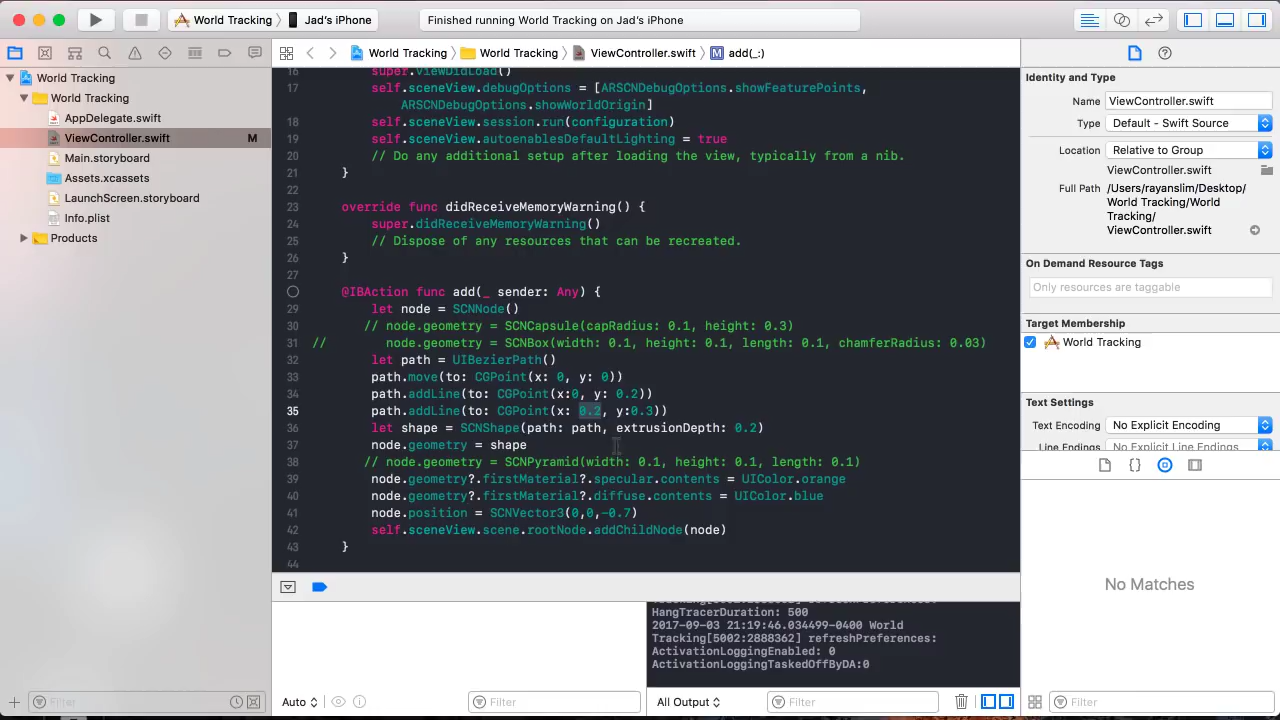 World Tracking
Jad's iPhone
Finished running World Tracking on Jad's iPhone
World Tracking
World Tracking
ViewController.swift
M
add(_:)
World Tracking
World Tracking
AppDelegate.swift
ViewController.swift
M
Main.storyboard
Assets.xcassets
LaunchScreen.storyboard
Info.plist
Products
16 super.viewDidLoad()
17 self.sceneView.debugOptions = [ARSCNDebugOptions.showFeaturePoints,
ARSCNDebugOptions.showWorldOrigin]
18 self.sceneView.session.run(configuration)
19 self.sceneView.autoenablesDefaultLighting = true
20 // Do any additional setup after loading the view, typically from a nib.
21 }
22
23 override func didReceiveMemoryWarning() {
24 super.didReceiveMemoryWarning()
25 // Dispose of any resources that can be recreated.
26 }
27
@IBAction func add(_ sender: Any) {
29 let node = SCNNode()
30 // node.geometry = SCNCapsule(capRadius: 0.1, height: 0.3)
31 // node.geometry = SCNBox(width: 0.1, height: 0.1, length: 0.1, chamferRadius: 0.03)
32 let path = UIBezierPath()
33 path.move(to: CGPoint(x: 0, y: 0))
34 path.addLine(to: CGPoint(x:0, y: 0.2))
35 path.addLine(to: CGPoint(x: 0.2, y:0.3))
36 let shape = SCNShape(path: path, extrusionDepth: 0.2)
37 node.geometry = shape
38 // node.geometry = SCNPyramid(width: 0.1, height: 0.1, length: 0.1)
39 node.geometry?.firstMaterial?.specular.contents = UIColor.orange
40 node.geometry?.firstMaterial?.diffuse.contents = UIColor.blue
41 node.position = SCNVector3(0,0,-0.7)
42 self.sceneView.scene.rootNode.addChildNode(node)
43 }
44
HangTracerDuration: 500
2017-09-03 21:19:46.034499-0400 World
Tracking[5002:2888362] refreshPreferences:
ActivationLoggingEnabled: 0
ActivationLoggingTaskedOffByDA:0
Filter
Auto
Filter
All Output
Filter
Identity and Type
Name ViewController.swift
Type Default - Swift Source
Location Relative to Group
ViewController.swift
Full Path /Users/rayanslim/Desktop/
World Tracking/World
Tracking/
ViewController.swift
On Demand Resource Tags
Only resources are taggable
Target Membership
World Tracking
Text Settings
Text Encoding No Explicit Encoding
Line Endings No Explicit Line Endings
No Matches
Filter